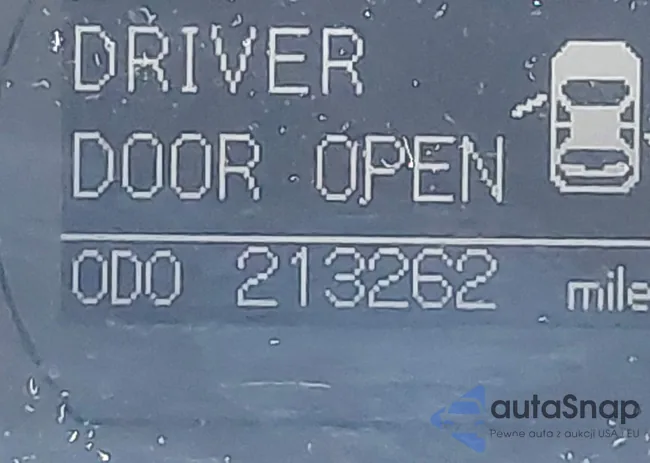 DRIVER
DOOR OPEN
ODO 213262 mile
autaSnap
Pewne auta z aukcji USA i EU